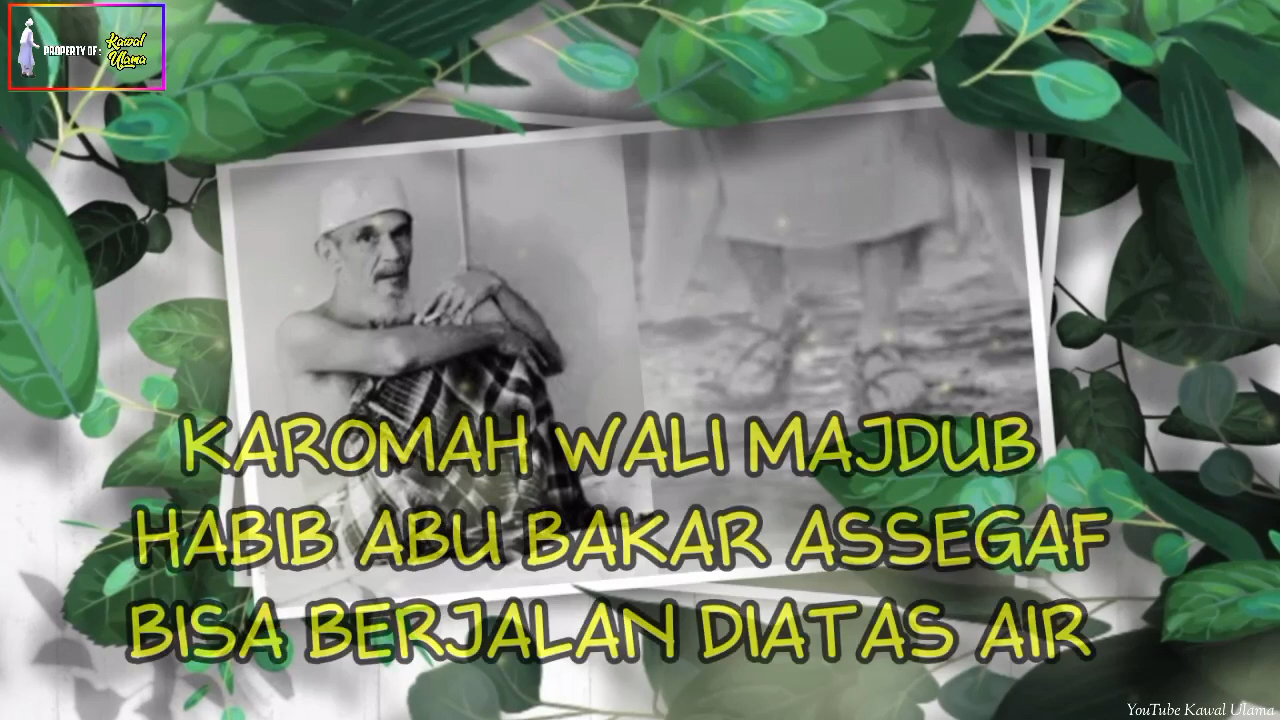 PROPERTY OF: Kawal
Ulama
KAROMAH WALI MAJDUB
HABIB ABU BAKAR ASSEGAF
BISA BERJALAN DIATAS AIR
YouTube Kawal Ulama